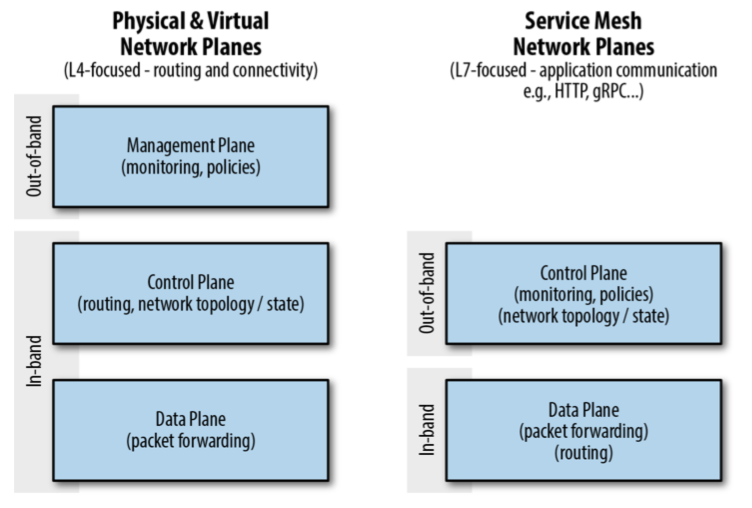 Physical & Virtual
Network Planes
(L4-focused - routing and connectivity)
Out-of-band
Management Plane
(monitoring, policies)
In-band
Control Plane
(routing, network topology / state)
Data Plane
(packet forwarding)
Service Mesh
Network Planes
(L7-focused - application communication
e.g., HTTP, gRPC...)
Out-of-band
Control Plane
(monitoring, policies)
(network topology / state)
In-band
Data Plane
(packet forwarding)
(routing)